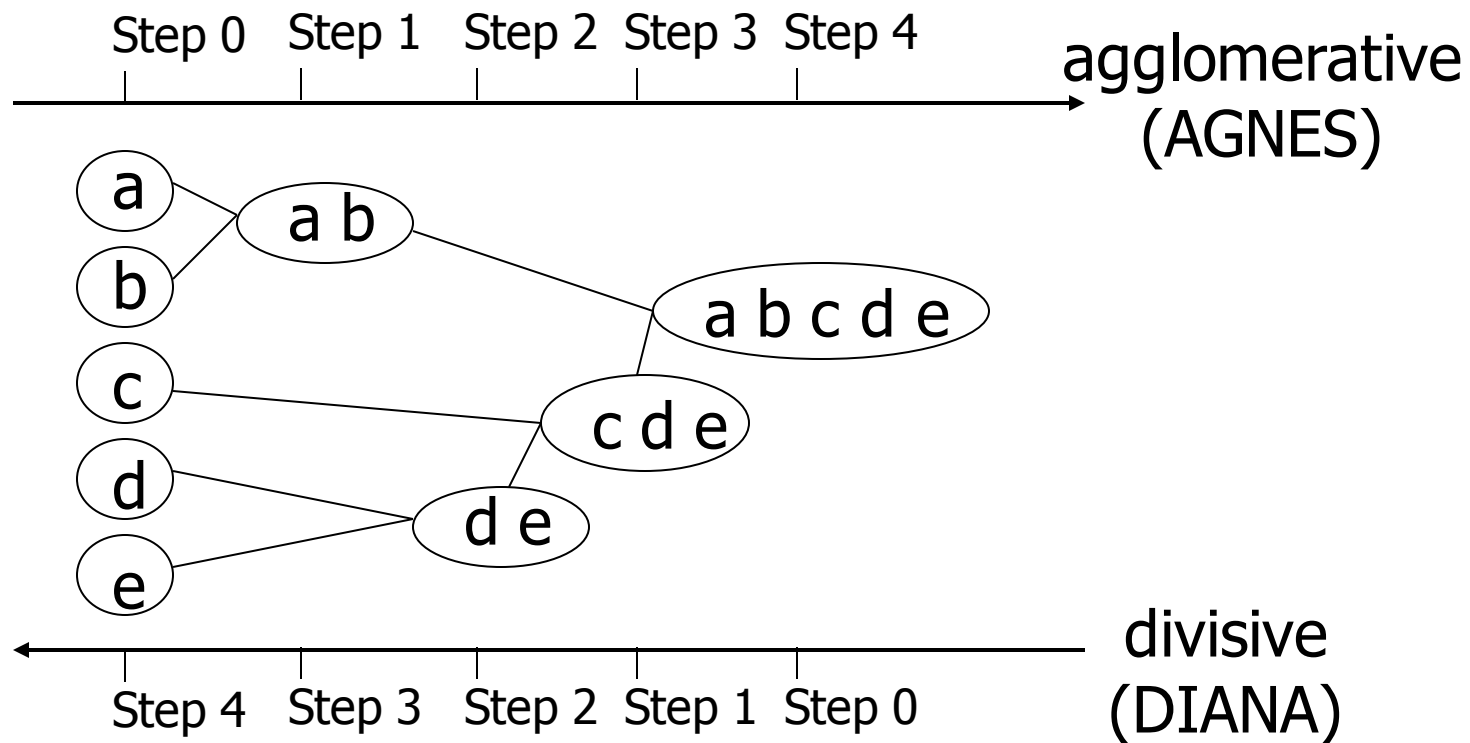 Step 0 Step 1 Step 2 Step 3 Step 4
agglomerative
(AGNES)
a
a b
b
a b c d e
c
c d e
d
d e
e
divisive
(DIANA)
Step 4 Step 3 Step 2 Step 1 Step 0